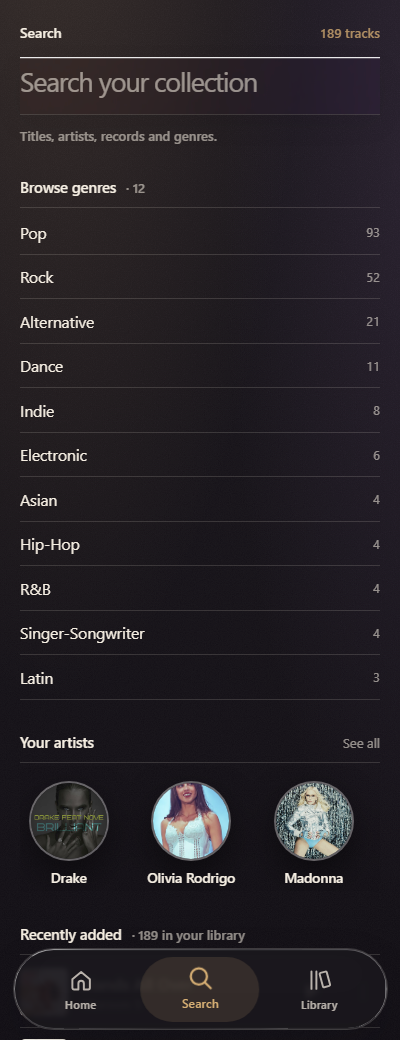 Search
189 tracks
Search your collection
Titles, artists, records and genres.
Browse genres · 12
Pop 93
Rock 52
Alternative 21
Dance 11
Indie 8
Electronic 6
Asian 4
Hip-Hop 4
R&B 4
Singer-Songwriter 4
Latin 3
Your artists
See all
DRAKE FEAT. NOVE
Drake
Olivia Rodrigo
Madonna
Recently added · 189 in your library
Home
Search
Library